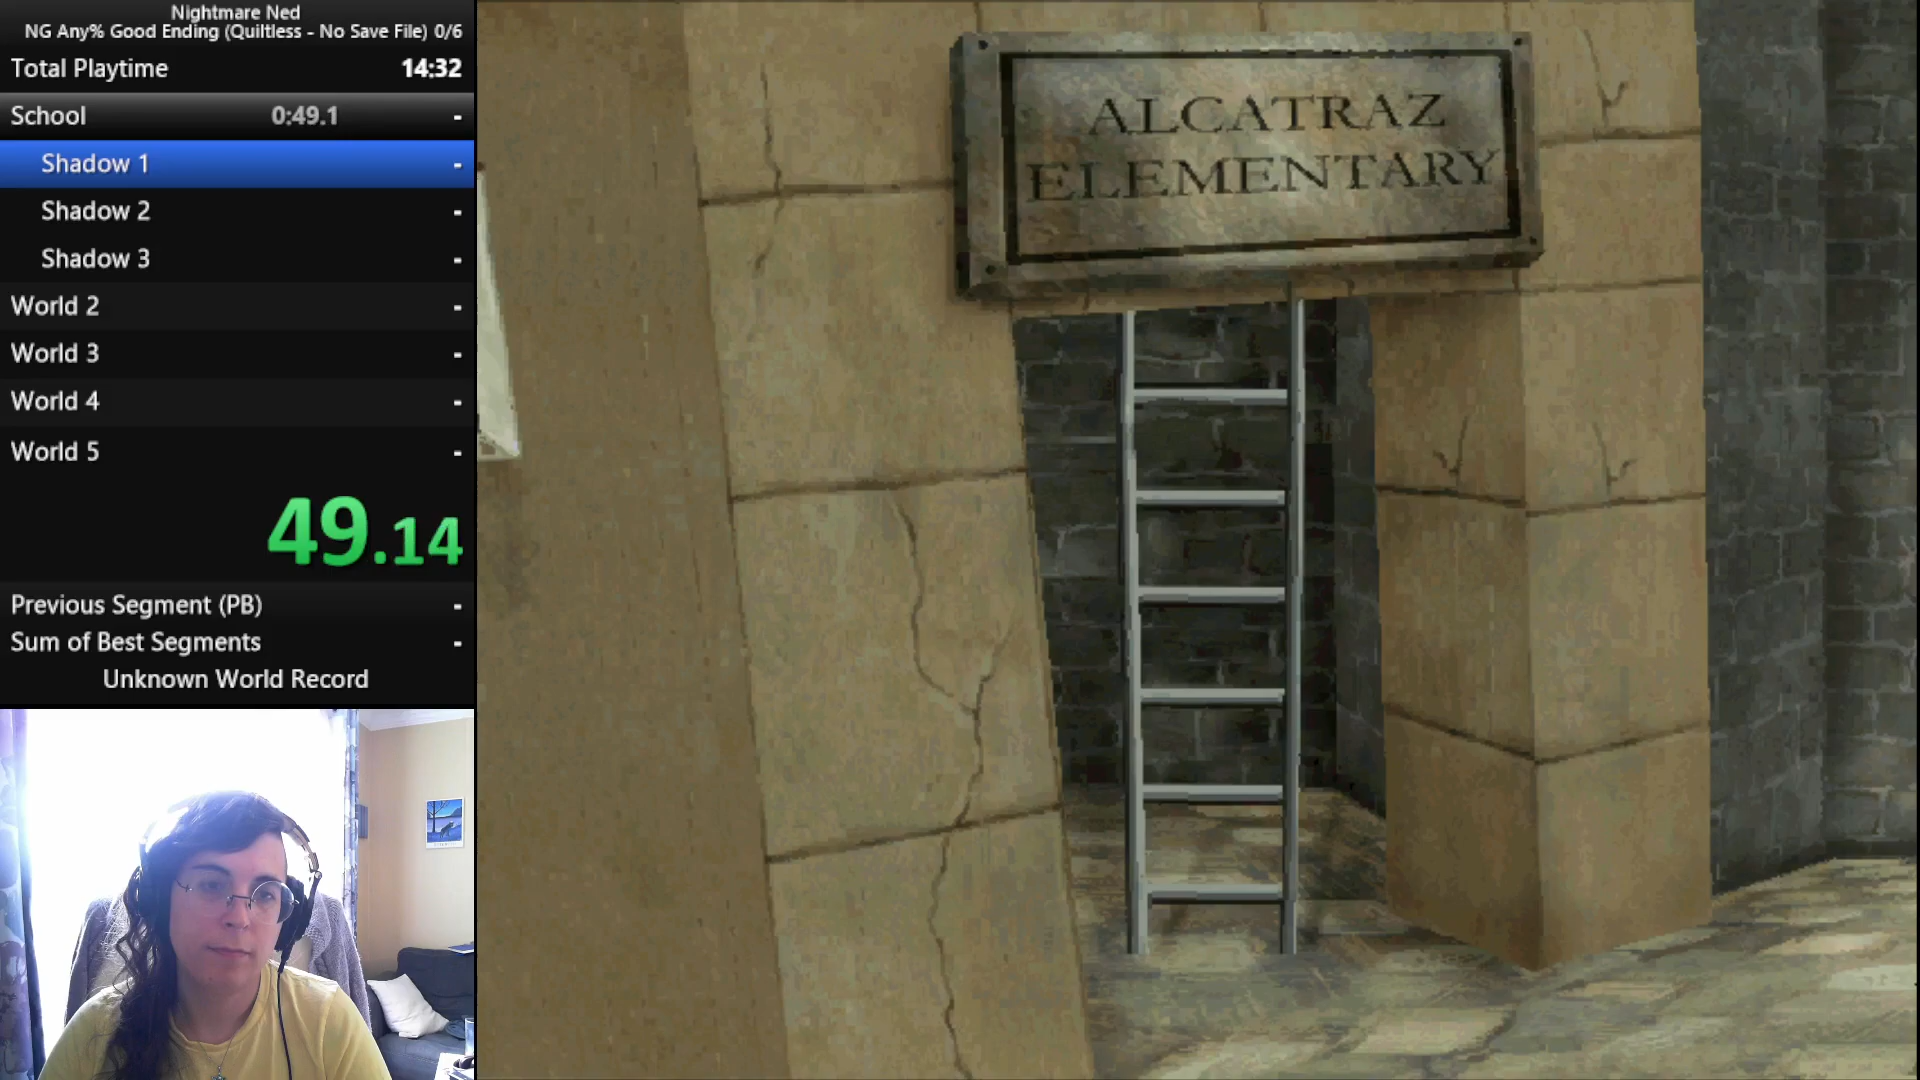 Nightmare Ned
NG Any% Good Ending (Quiltless - No Save File) 0/6
Total Playtime 14:32
School 0:49.1 -
Shadow 1 -
Shadow 2 -
Shadow 3 -
World 2 -
World 3 -
World 4 -
World 5 -
49.14
Previous Segment (PB) -
Sum of Best Segments -
Unknown World Record
ALCATRAZ
ELEMENTARY